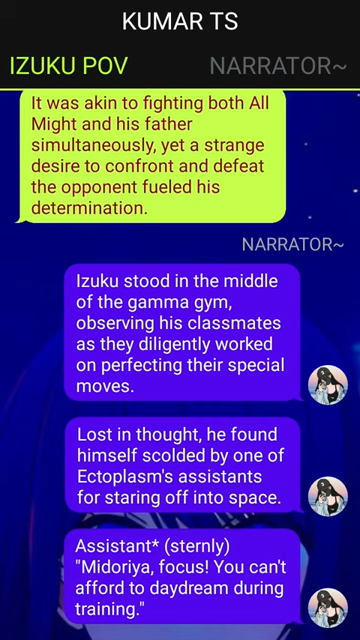 KUMAR TS
IZUKU POV
NARRATOR~
It was akin to fighting both All
Might and his father
simultaneously, yet a strange
desire to confront and defeat
the opponent fueled his
determination.
NARRATOR~
Izuku stood in the middle
of the gamma gym,
observing his classmates
as they diligently worked
on perfecting their special
moves.
Lost in thought, he found
himself scolded by one of
Ectoplasm's assistants
for staring off into space.
Assistant* (sternly)
"Midoriya, focus! You can't
afford to daydream during
training."